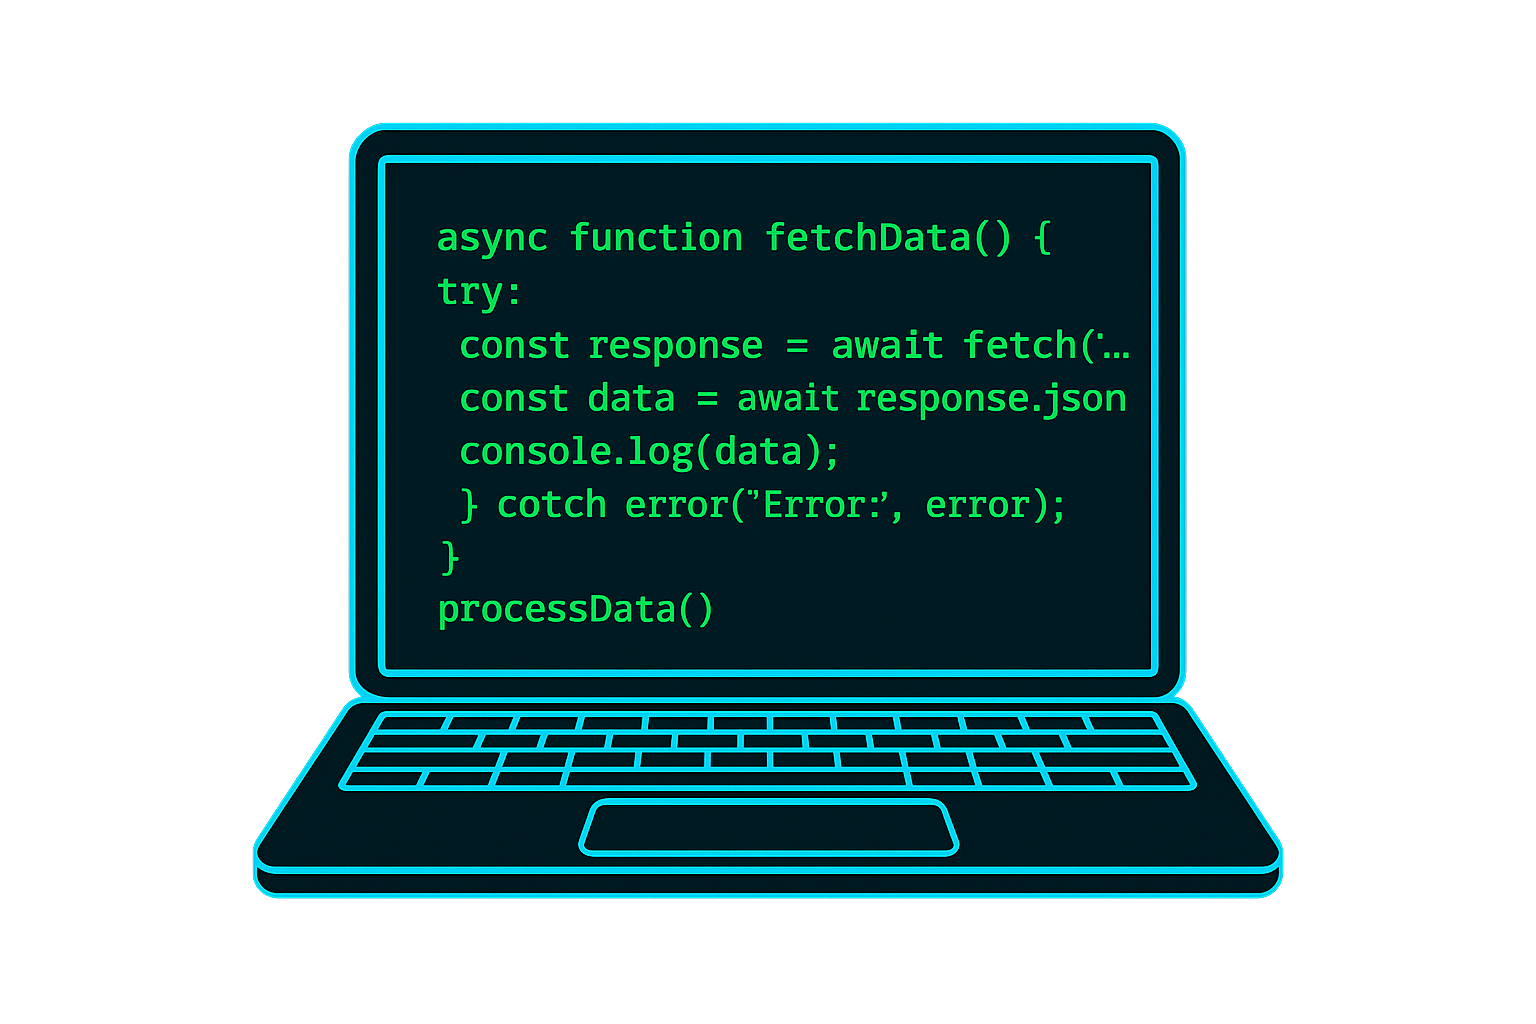 async function fetchData() {
try:
const response = await fetch('...
const data = await response.json
console.log(data);
} cotch error("Error:’, error);
}
processData()